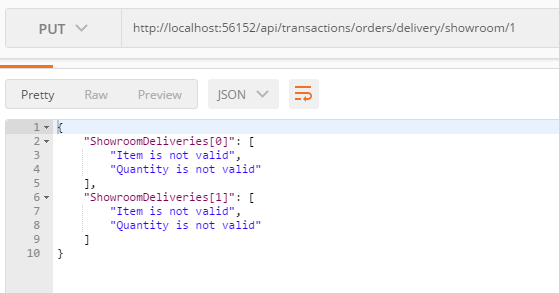 PUT http://localhost:56152/api/transactions/orders/delivery/showroom/1
Pretty Raw Preview JSON
1 {
2 "ShowroomDeliveries[0]": [
3 "Item is not valid",
4 "Quantity is not valid"
5 ],
6 "ShowroomDeliveries[1]": [
7 "Item is not valid",
8 "Quantity is not valid"
9 ]
10 }